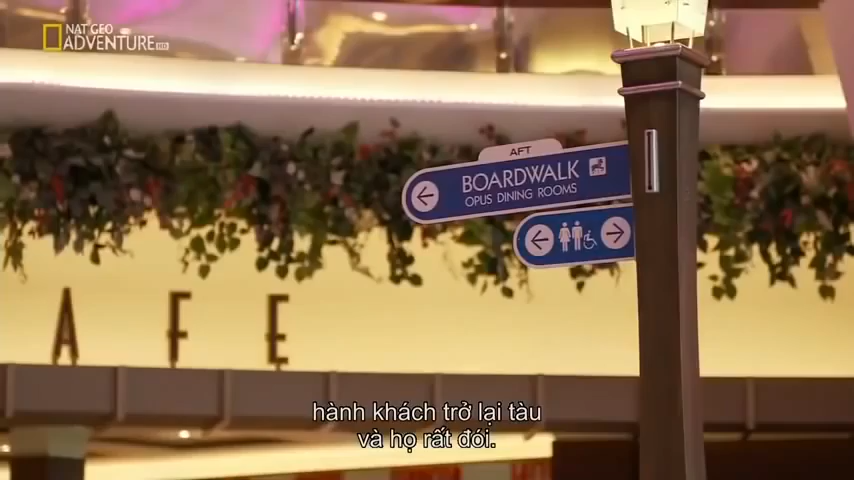 NAT GEO
ADVENTURE HD
AFT
BOARDWALK
OPUS DINING ROOMS
AFE
hành khách trở lại tàu
và họ rất đói.